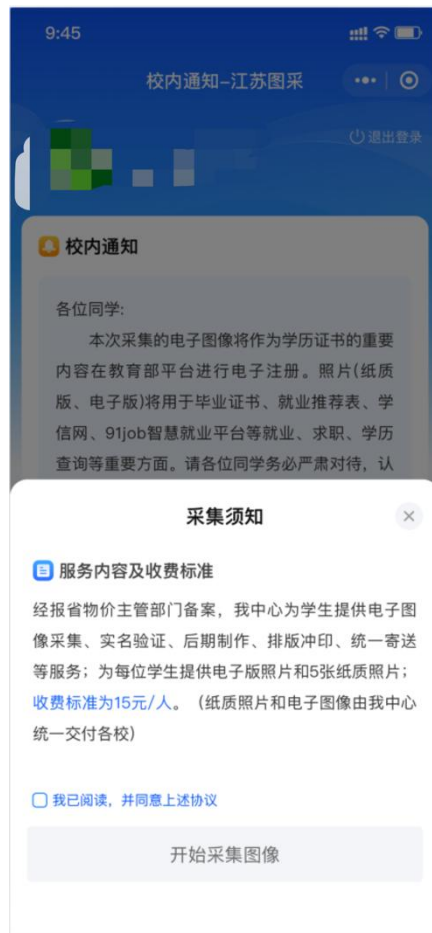 9:45
校内通知-江苏图采
退出登录
校内通知
各位同学:
本次采集的电子图像将作为学历证书的重要
内容在教育部平台进行电子注册。照片(纸质
版、电子版)将用于毕业证书、就业推荐表、学
信网、91job智慧就业平台等就业、求职、学历
查询等重要方面。请各位同学务必严肃对待，认
采集须知
服务内容及收费标准
经报省物价主管部门备案，我中心为学生提供电子图
像采集、实名验证、后期制作、排版冲印、统一寄送
等服务；为每位学生提供电子版照片和5张纸质照片；
收费标准为15元/人。（纸质照片和电子图像由我中心
统一交付各校）
我已阅读，并同意上述协议
开始采集图像